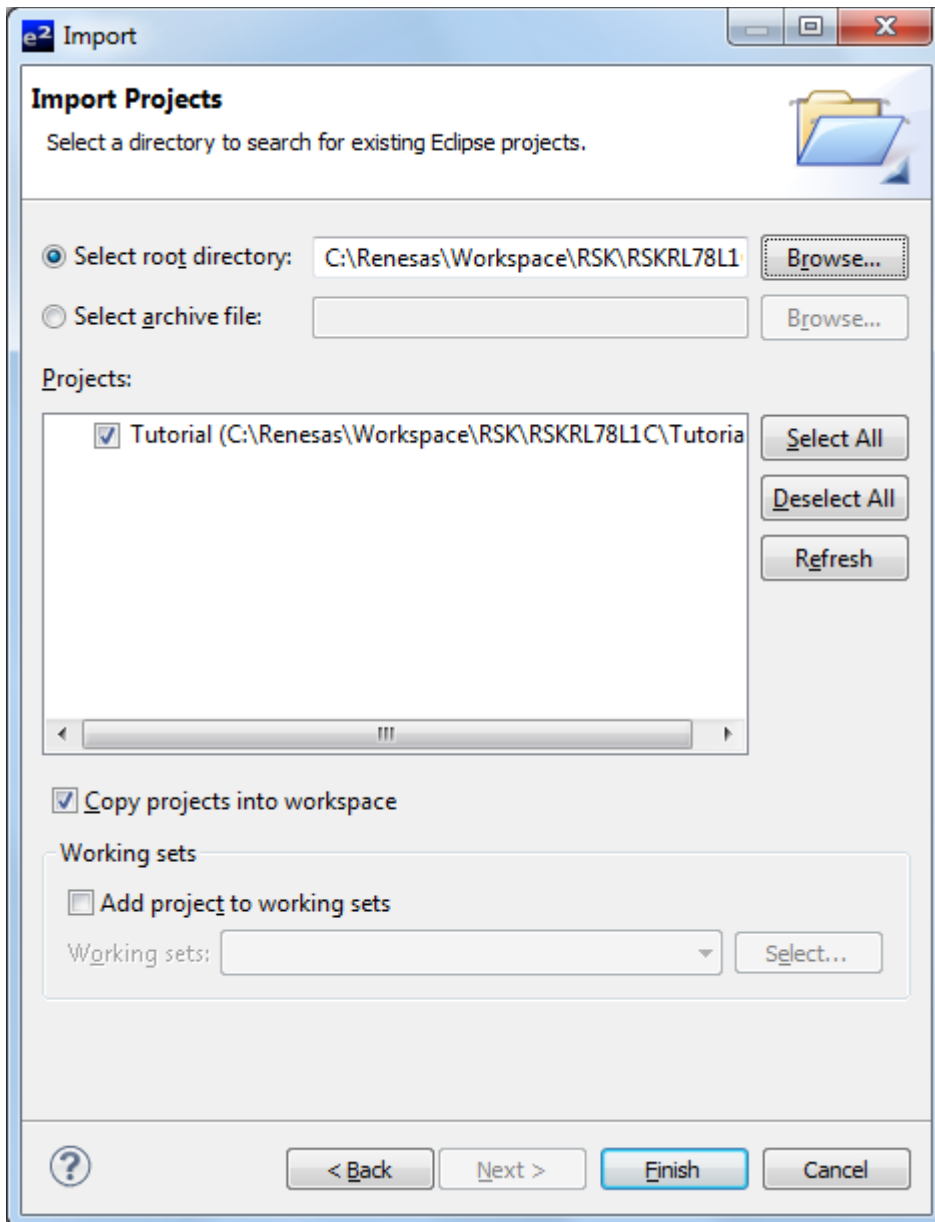 e² Import
Import Projects
Select a directory to search for existing Eclipse projects.
Select root directory: C:\Renesas\Workspace\RSK\RSKRL78L1 Browse...
Select archive file: Browse...
Projects:
Tutorial (C:\Renesas\Workspace\RSK\RSKRL78L1C\Tutoria
Select All
Deselect All
Refresh
Copy projects into workspace
Working sets
Add project to working sets
Working sets: Select...
? < Back Next > Finish Cancel